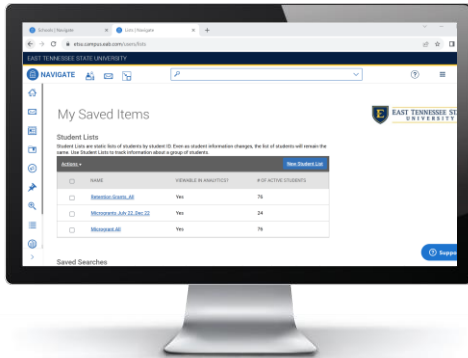 Schools | Navigate
Lists | Navigate
etsu.campus.eab.com/users/lists
EAST TENNESSEE STATE UNIVERSITY
NAVIGATE
My Saved Items
EAST TENNESSEE S
UNIVERSITY
Student Lists
Student Lists are static lists of students by student ID. Even as student information changes, the list of students will remain the
same. Use Student Lists to track information about a group of students.
Actions
New Student List
NAME VIEWABLE IN ANALYTICS? # OF ACTIVE STUDENTS
Retention Grants_All Yes 76
Micrograms July 22_Dec 22 Yes 24
Microgrant All Yes 76
Saved Searches
Suppo